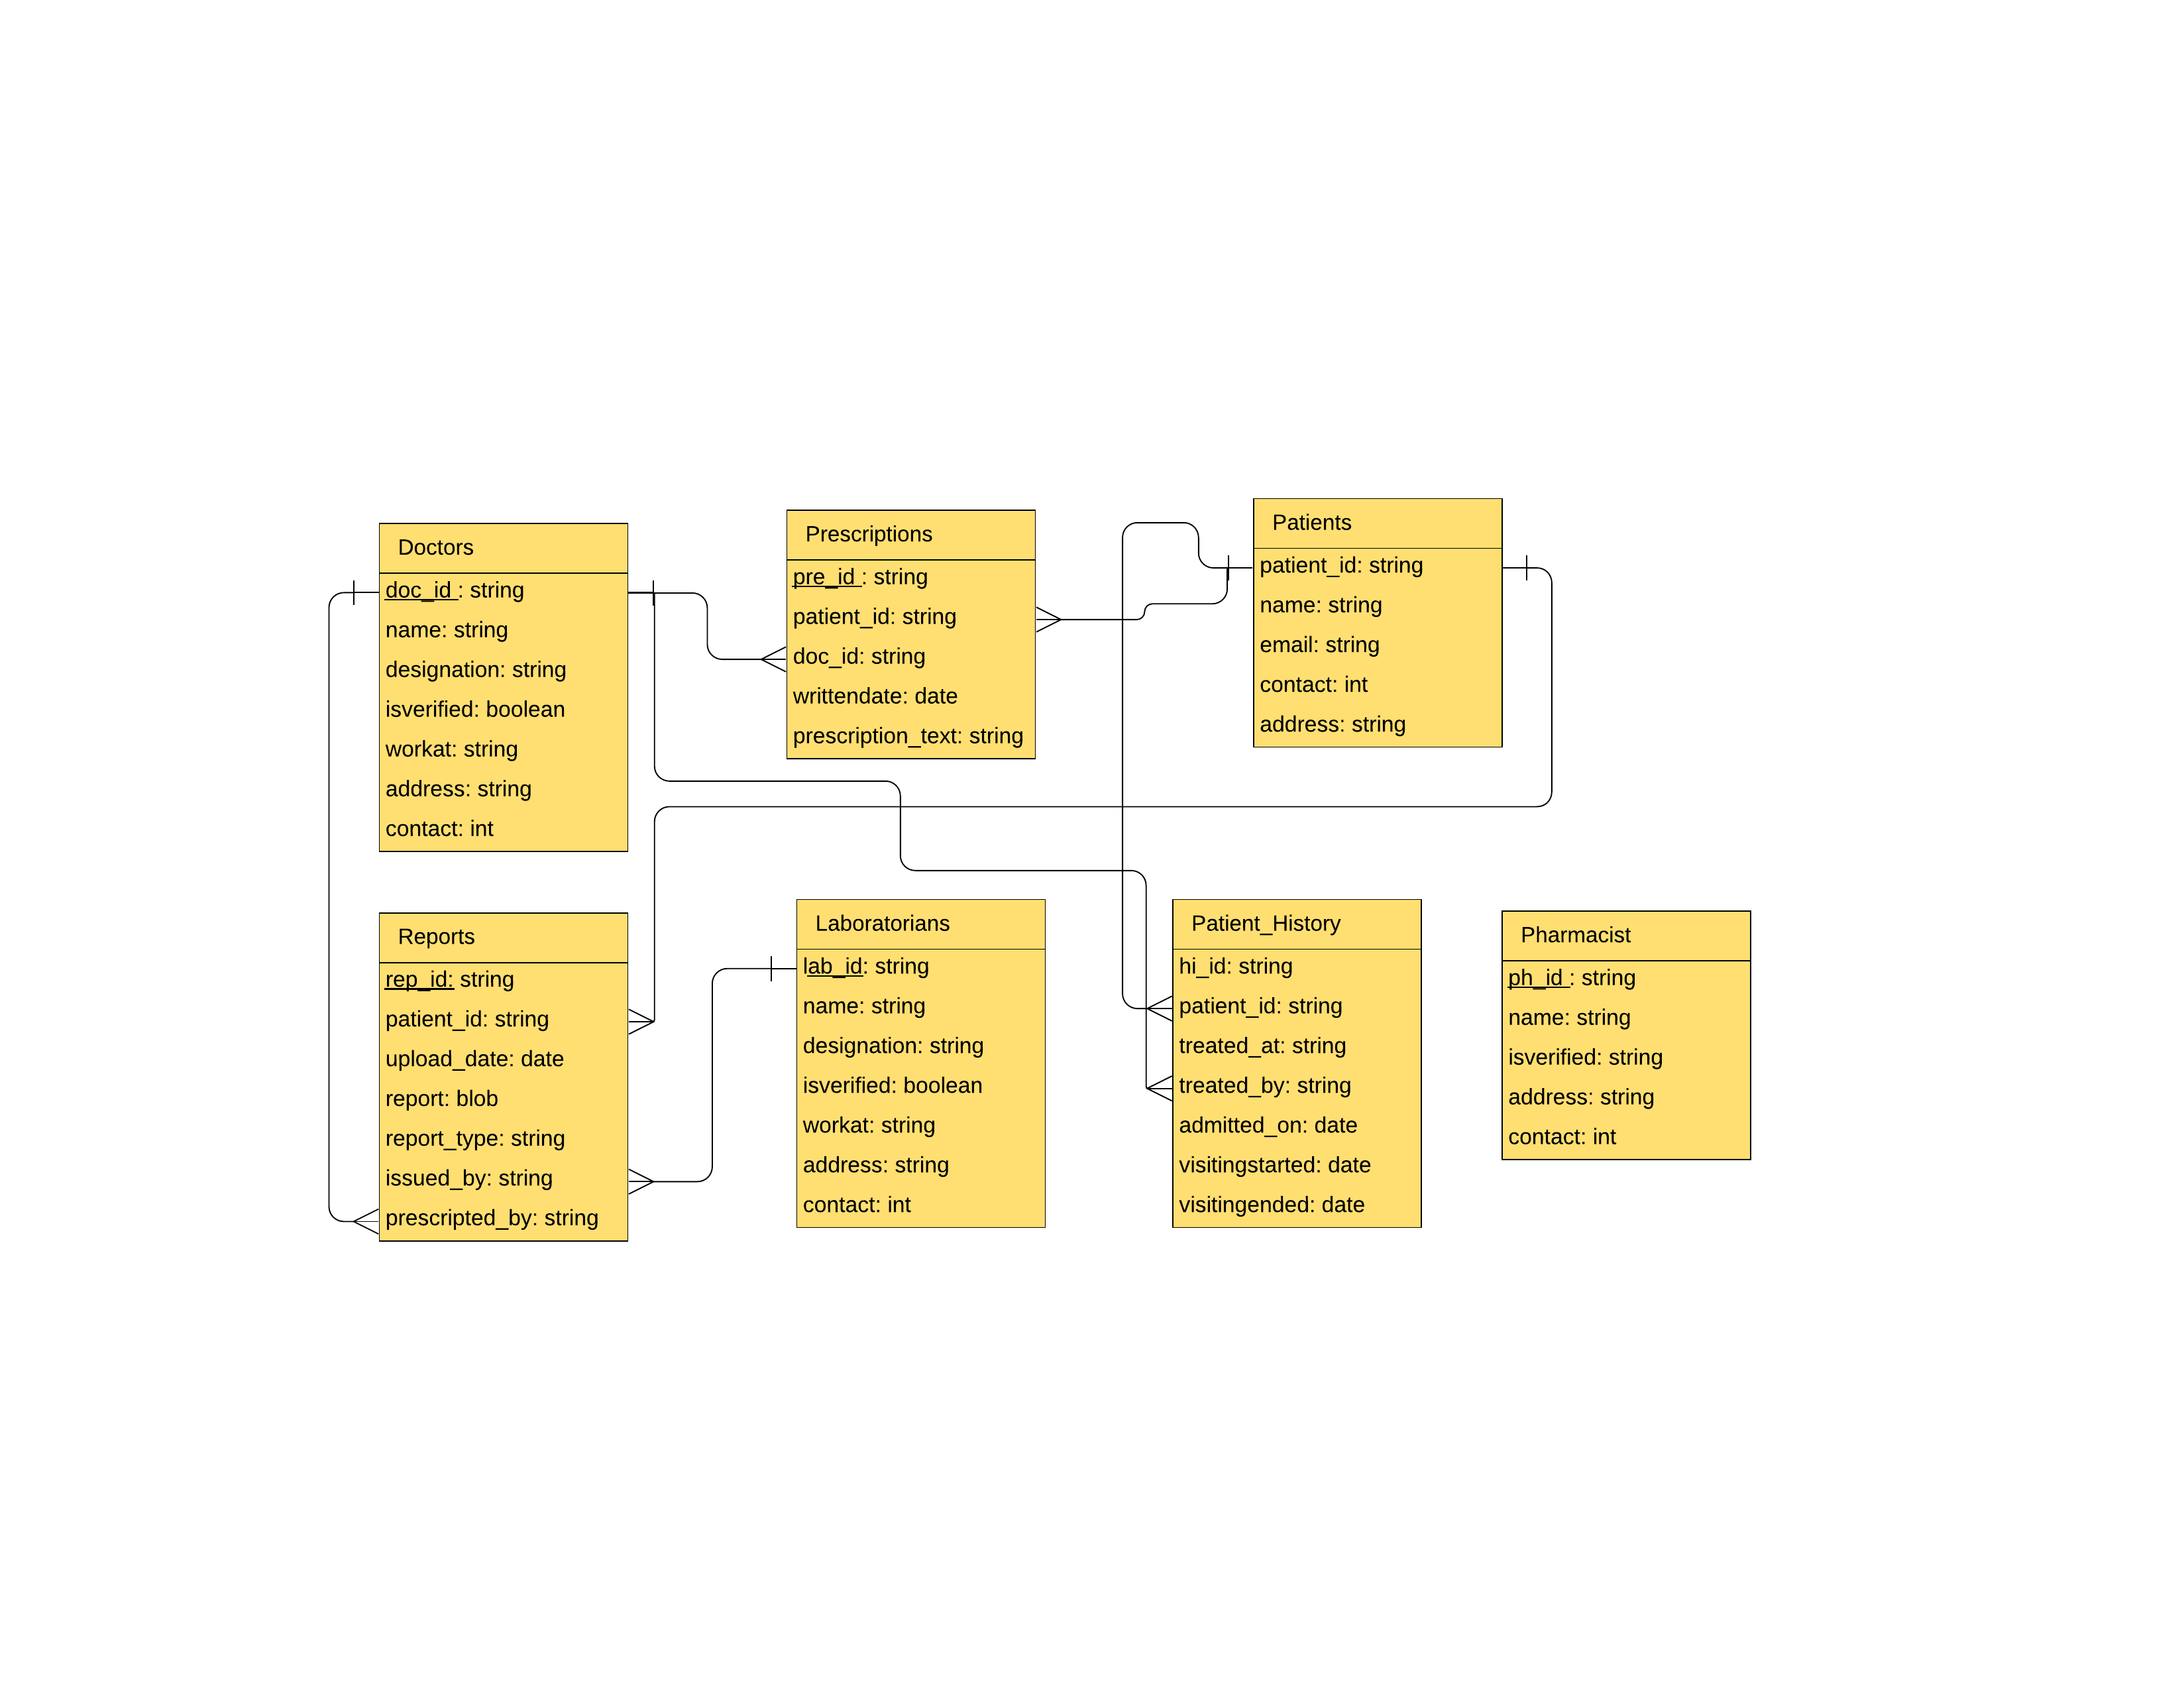 Doctors
doc_id : string
name: string
designation: string
isverified: boolean
workat: string
address: string
contact: int
Prescriptions
pre_id : string
patient_id: string
doc_id: string
writtendate: date
prescription_text: string
Patients
patient_id: string
name: string
email: string
contact: int
address: string
Reports
rep_id: string
patient_id: string
upload_date: date
report: blob
report_type: string
issued_by: string
prescripted_by: string
Laboratorians
lab_id: string
name: string
designation: string
isverified: boolean
workat: string
address: string
contact: int
Patient_History
hi_id: string
patient_id: string
treated_at: string
treated_by: string
admitted_on: date
visitingstarted: date
visitingended: date
Pharmacist
ph_id : string
name: string
isverified: string
address: string
contact: int